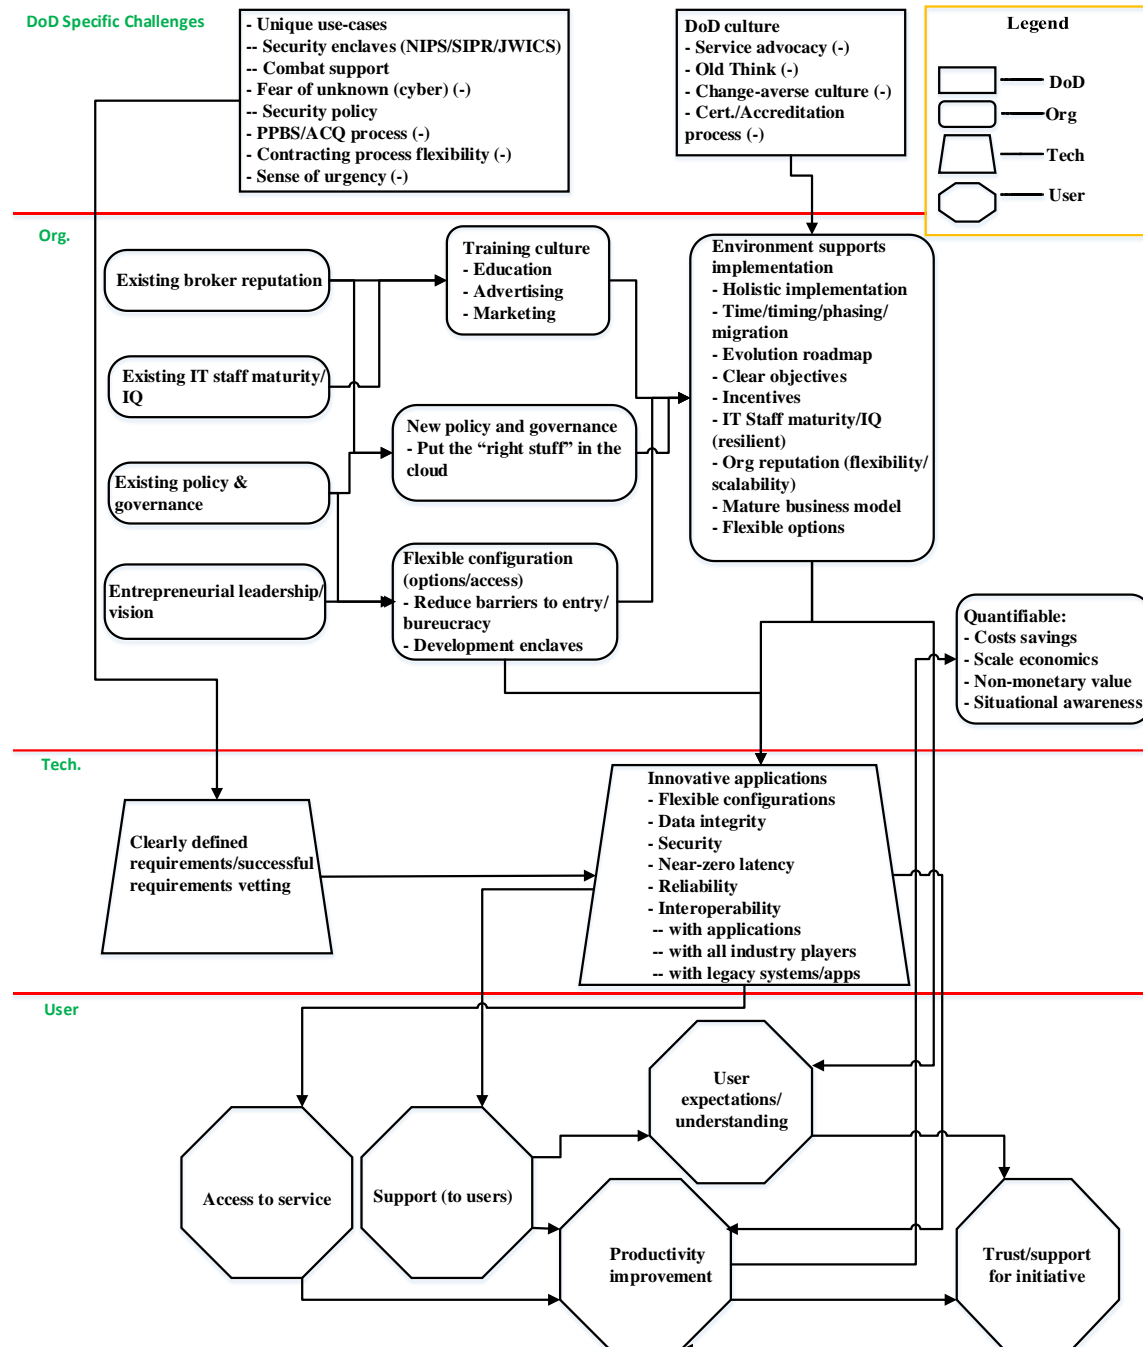 DoD Specific Challenges
- Unique use-cases
-- Security enclaves (NIPS/SIPR/JWICS)
-- Combat support
- Fear of unknown (cyber) (-)
-- Security policy
- PPBS/ACQ process (-)
- Contracting process flexibility (-)
- Sense of urgency (-)
DoD culture
- Service advocacy (-)
- Old Think (-)
- Change-averse culture (-)
- Cert./Accreditation
process (-)
Legend
DoD
Org
Tech
User
Org.
Existing broker reputation
Existing IT staff maturity/
IQ
Existing policy &
governance
Entrepreneurial leadership/
vision
Training culture
- Education
- Advertising
- Marketing
New policy and governance
- Put the “right stuff” in the
cloud
Flexible configuration
(options/access)
- Reduce barriers to entry/
bureucracy
- Development enclaves
Environment supports
implementation
- Holistic implementation
- Time/timing/phasing/
migration
- Evolution roadmap
- Clear objectives
- Incentives
- IT Staff maturity/IQ
(resilient)
- Org reputation (flexibility/
scalability)
- Mature business model
- Flexible options
Quantifiable:
- Costs savings
- Scale economics
- Non-monetary value
- Situational awareness
Tech.
Clearly defined
requirements/successful
requirements vetting
Innovative applications
- Flexible configurations
- Data integrity
- Security
- Near-zero latency
- Reliability
- Interoperability
-- with applications
-- with all industry players
-- with legacy systems/apps
User
User
expectations/
understanding
Access to service
Support (to users)
Productivity
improvement
Trust/support
for initiative